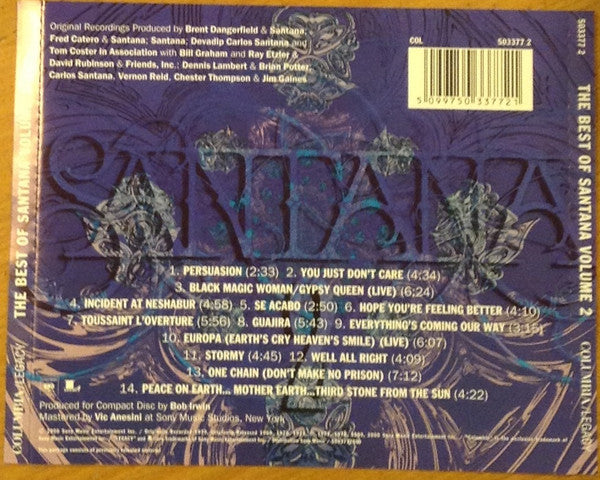 Original Recordings Produced by Brent Dangerfield & Santana;
Fred Catero & Santana; Santana; Devadip Carlos Santana and
Tom Coster in Association with Bill Graham and Ray Etzler &
David Rubinson & Friends, Inc.; Dennis Lambert & Brian Potter,
Carlos Santana, Vernon Reid, Chester Thompson & Jim Gaines
COL 503377 2
5 099750 337721
503377 2
THE BEST OF SANTANA VOLUME 2
COLUMBIA/LEGACY
THE BEST OF SANTANA VOLUME 2
COLUMBIA/LEGACY
SANTANA
1. PERSUASION (2:33) 2. YOU JUST DON'T CARE (4:34)
3. BLACK MAGIC WOMAN/GYPSY QUEEN (LIVE) (6:24)
4. INCIDENT AT NESHABUR (4:58) 5. SE ACABO (2:50) 6. HOPE YOU'RE FEELING BETTER (4:10)
7. TOUSSAINT L'OVERTURE (5:56) 8. GUAJIRA (5:43) 9. EVERYTHING'S COMING OUR WAY (3:15)
10. EUROPA (EARTH'S CRY HEAVEN'S SMILE) (LIVE) (6:07)
11. STORMY (4:45) 12. WELL ALL RIGHT (4:09)
13. ONE CHAIN (DON'T MAKE NO PRISON) (7:12)
14. PEACE ON EARTH... MOTHER EARTH...THIRD STONE FROM THE SUN (4:22)
Produced for Compact Disc by Bob Irwin
Mastered by Vic Anesini at Sony Music Studios, New York